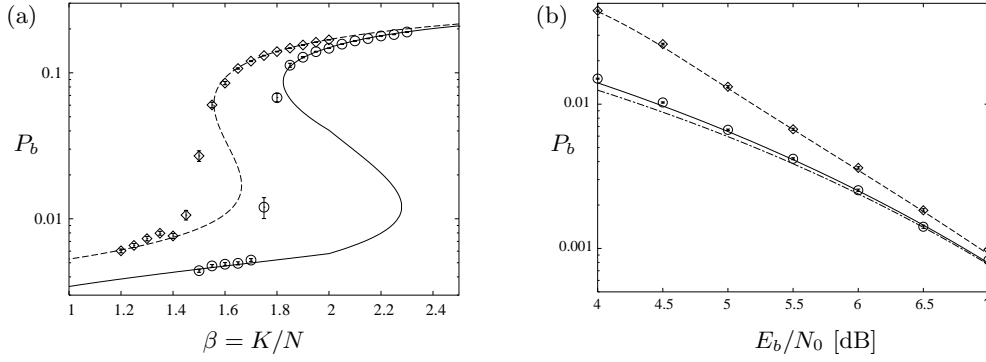 (a)
0.1
P_b
0.01
1 1.2 1.4 1.6 1.8 2 2.2 2.4
β = K/N
(b)
0.01
P_b
0.001
4 4.5 5 5.5 6 6.5 7
E_b/N_0 [dB]